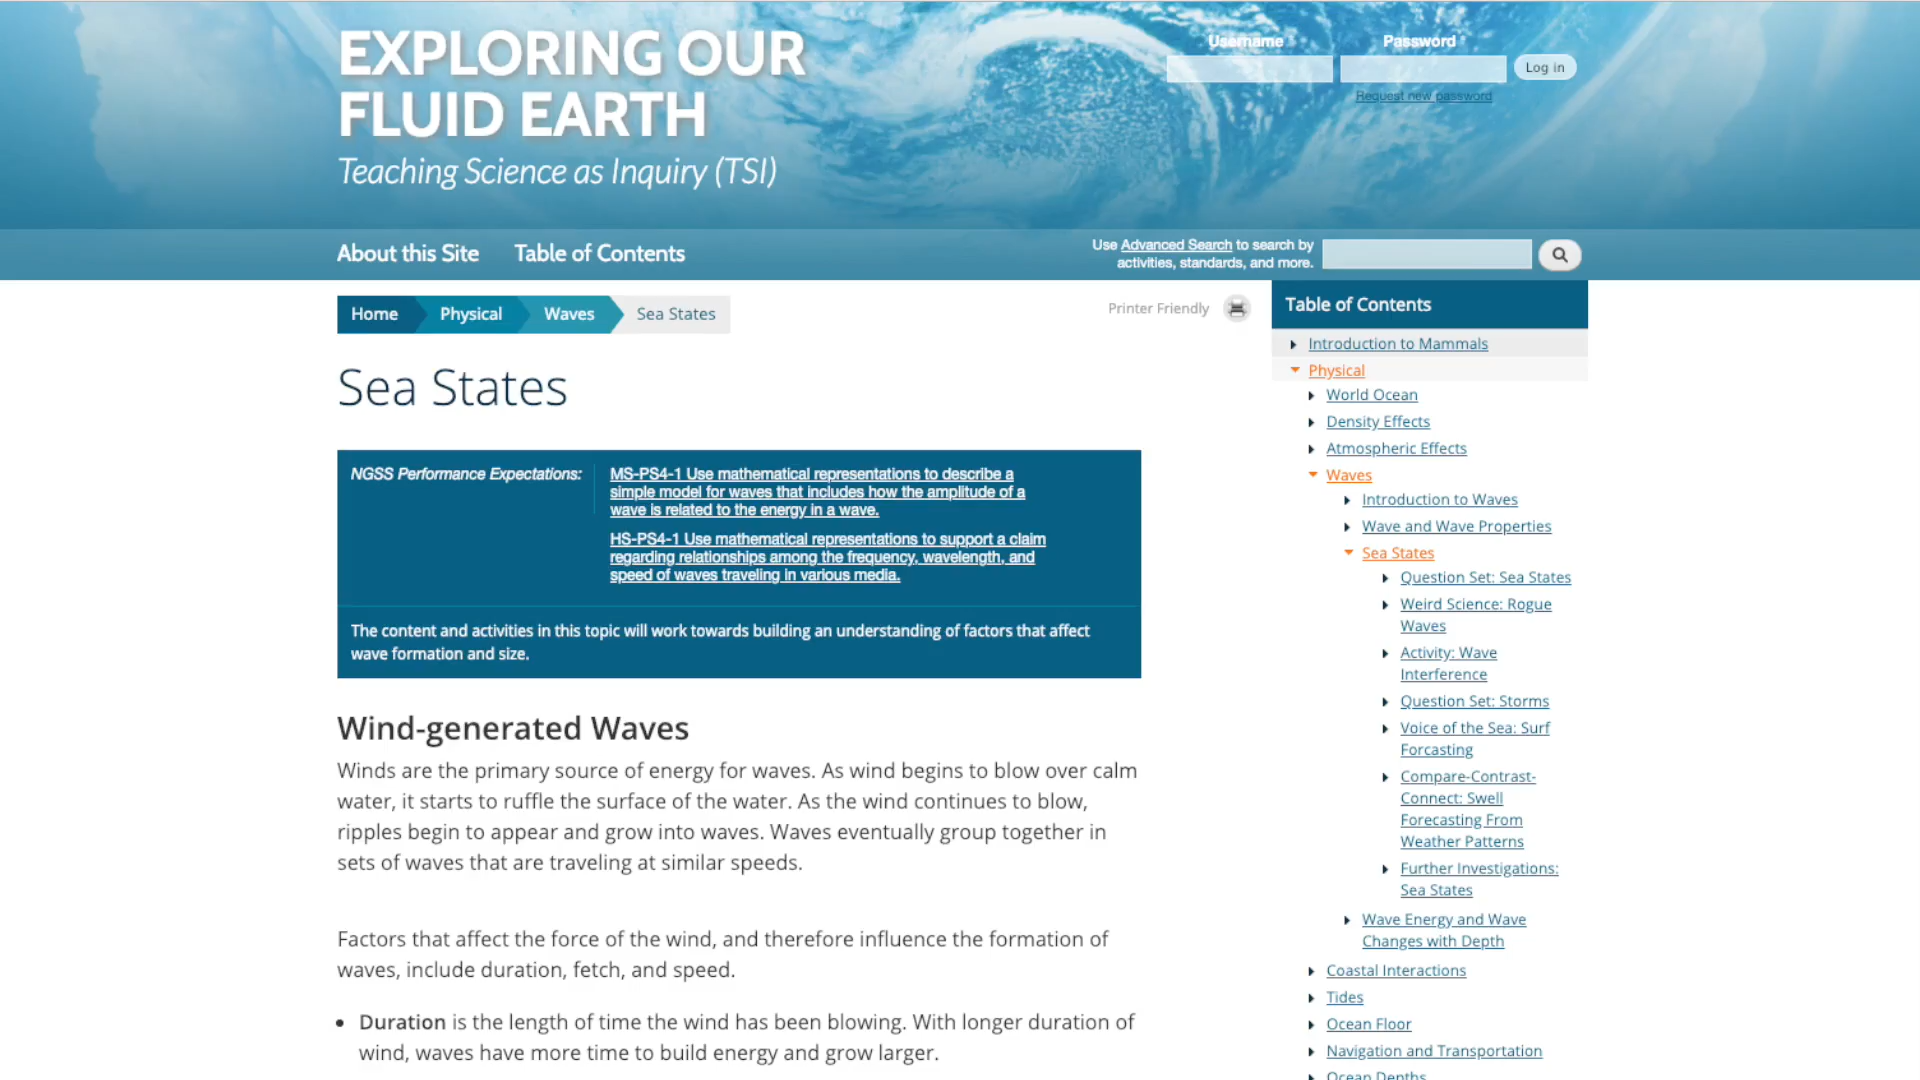 EXPLORING OUR
FLUID EARTH
Teaching Science as Inquiry (TSI)
Username *
Password *
Log in
Request new password
About this Site
Table of Contents
Use Advanced Search to search by
activities, standards, and more.
Home
Physical
Waves
Sea States
Printer Friendly
Sea States
NGSS Performance Expectations:
MS-PS4-1 Use mathematical representations to describe a
simple model for waves that includes how the amplitude of a
wave is related to the energy in a wave.
HS-PS4-1 Use mathematical representations to support a claim
regarding relationships among the frequency, wavelength, and
speed of waves traveling in various media.
The content and activities in this topic will work towards building an understanding of factors that affect
wave formation and size.
Wind-generated Waves
Winds are the primary source of energy for waves. As wind begins to blow over calm
water, it starts to ruffle the surface of the water. As the wind continues to blow,
ripples begin to appear and grow into waves. Waves eventually group together in
sets of waves that are traveling at similar speeds.
Factors that affect the force of the wind, and therefore influence the formation of
waves, include duration, fetch, and speed.
• Duration is the length of time the wind has been blowing. With longer duration of
wind, waves have more time to build energy and grow larger.
Table of Contents
Introduction to Mammals
Physical
World Ocean
Density Effects
Atmospheric Effects
Waves
Introduction to Waves
Wave and Wave Properties
Sea States
Question Set: Sea States
Weird Science: Rogue
Waves
Activity: Wave
Interference
Question Set: Storms
Voice of the Sea: Surf
Forcasting
Compare-Contrast-
Connect: Swell
Forecasting From
Weather Patterns
Further Investigations:
Sea States
Wave Energy and Wave
Changes with Depth
Coastal Interactions
Tides
Ocean Floor
Navigation and Transportation
Ocean Depths